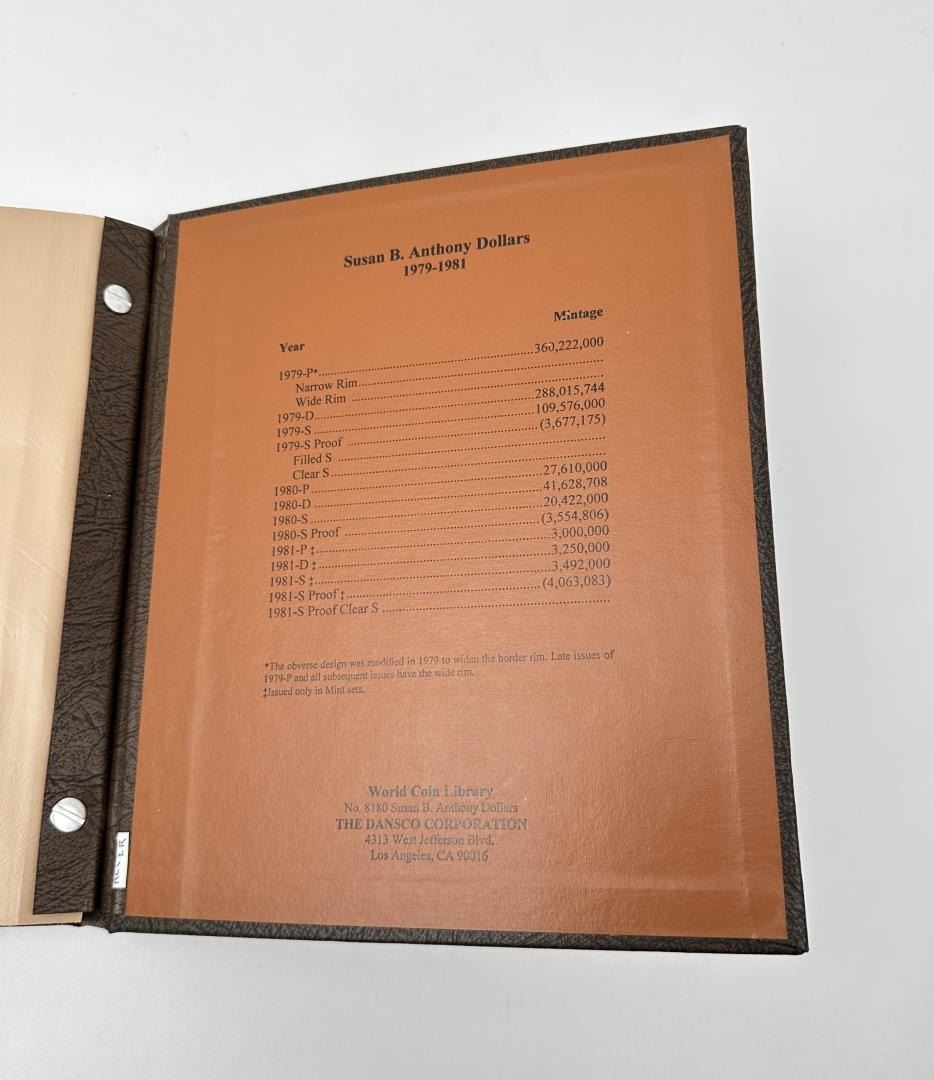 Susan B. Anthony Dollars
1979-1981
Year Mintage
1979-P* 360,222,000
Narrow Rim
Wide Rim
1979-D 288,015,744
1979-S 109,576,000
1979-S Proof (3,677,175)
Filled S
Clear S
1980-P 27,610,000
1980-D 41,628,708
1980-S 20,422,000
1980-S Proof (3,554,806)
1981-P ‡ 3,000,000
1981-D ‡ 3,250,000
1981-S ‡ 3,492,000
1981-S Proof ‡ (4,063,083)
1981-S Proof Clear S
*The obverse design was modified in 1979 to widen the border rim. Late issues of
1979-P and all subsequent issues have the wide rim.
‡Issued only in Mint sets.
World Coin Library
No. 8180 Susan B. Anthony Dollars
THE DANSCO CORPORATION
4313 West Jefferson Blvd.
Los Angeles, CA 90016